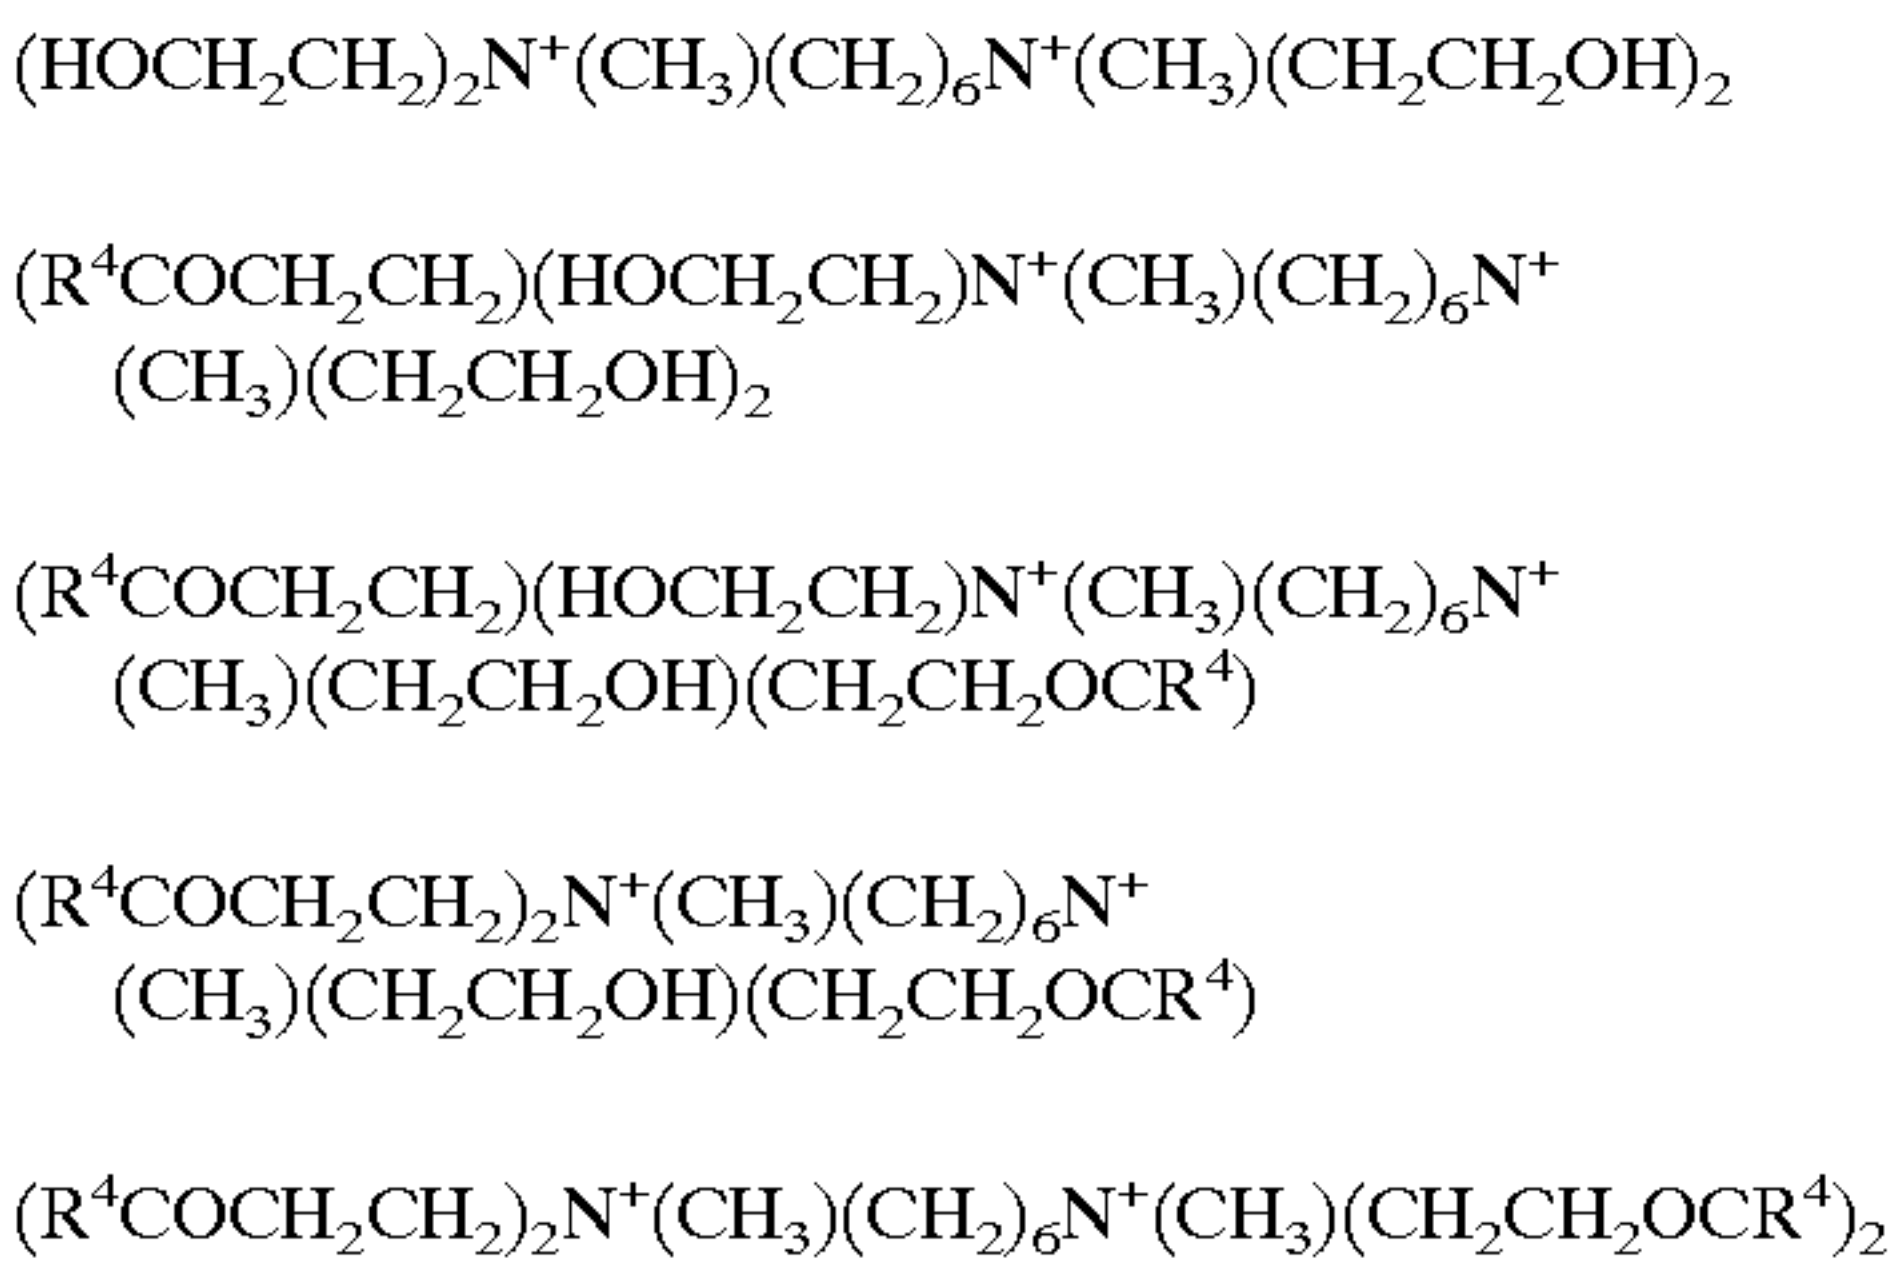 (HOCH₂CH₂)₂N⁺(CH₃)(CH₂)₆N⁺(CH₃)(CH₂CH₂OH)₂
(R⁴COCH₂CH₂)(HOCH₂CH₂)N⁺(CH₃)(CH₂)₆N⁺
(CH₃)(CH₂CH₂OH)₂
(R⁴COCH₂CH₂)(HOCH₂CH₂)N⁺(CH₃)(CH₂)₆N⁺
(CH₃)(CH₂CH₂OH)(CH₂CH₂OCR⁴)
(R⁴COCH₂CH₂)₂N⁺(CH₃)(CH₂)₆N⁺
(CH₃)(CH₂CH₂OH)(CH₂CH₂OCR⁴)
(R⁴COCH₂CH₂)₂N⁺(CH₃)(CH₂)₆N⁺(CH₃)(CH₂CH₂OCR⁴)₂